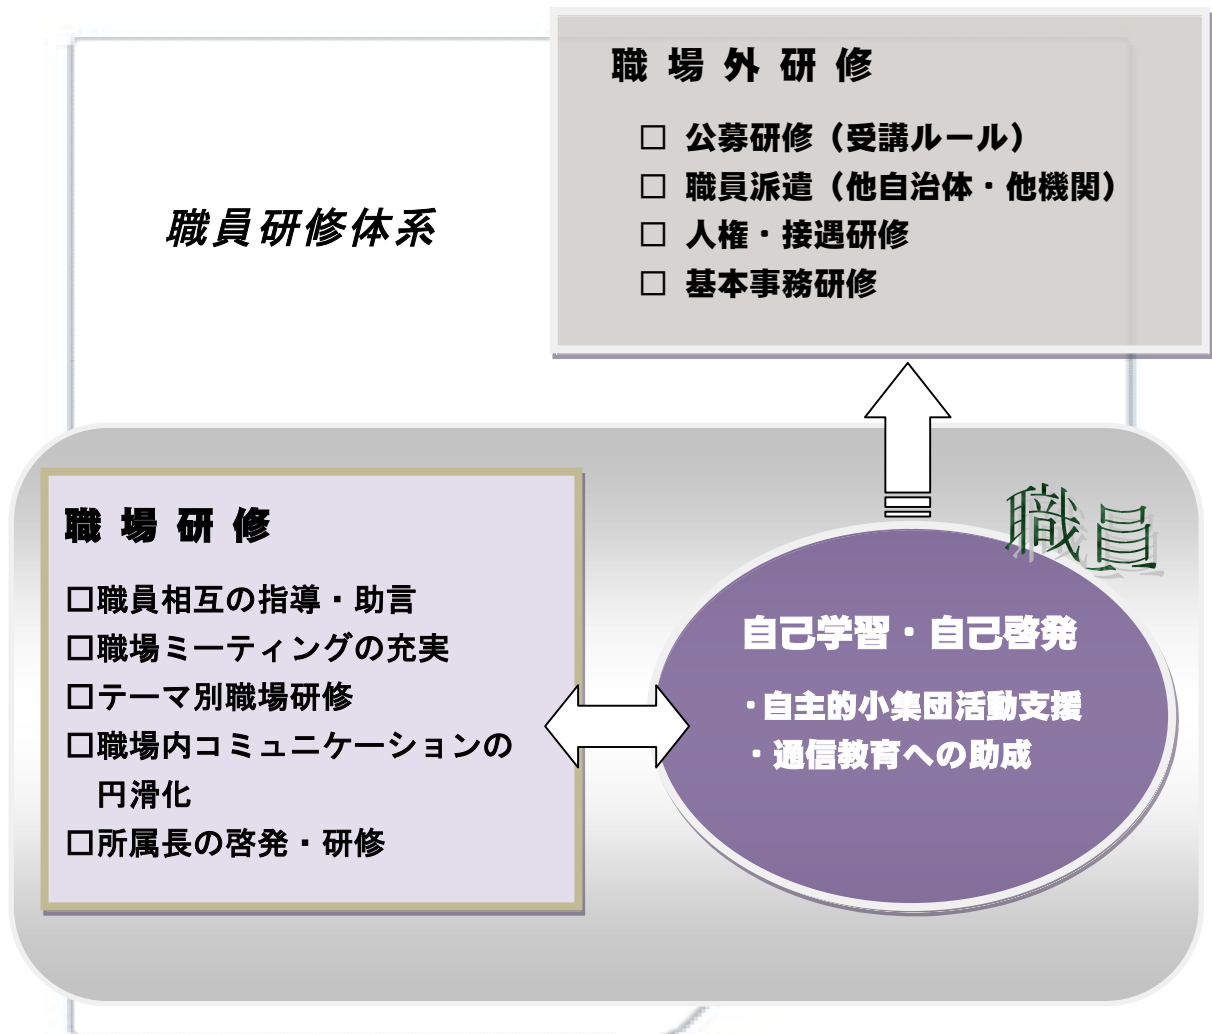 職場外研修
□ 公募研修（受講ルール）
□ 職員派遣（他自治体・他機関）
□ 人権・接遇研修
□ 基本事務研修
職員研修体系
職場研修
□職員相互の指導・助言
□職場ミーティングの充実
□テーマ別職場研修
□職場内コミュニケーションの
円滑化
□所属長の啓発・研修
職員
自己学習・自己啓発
・自主的小集団活動支援
・通信教育への助成